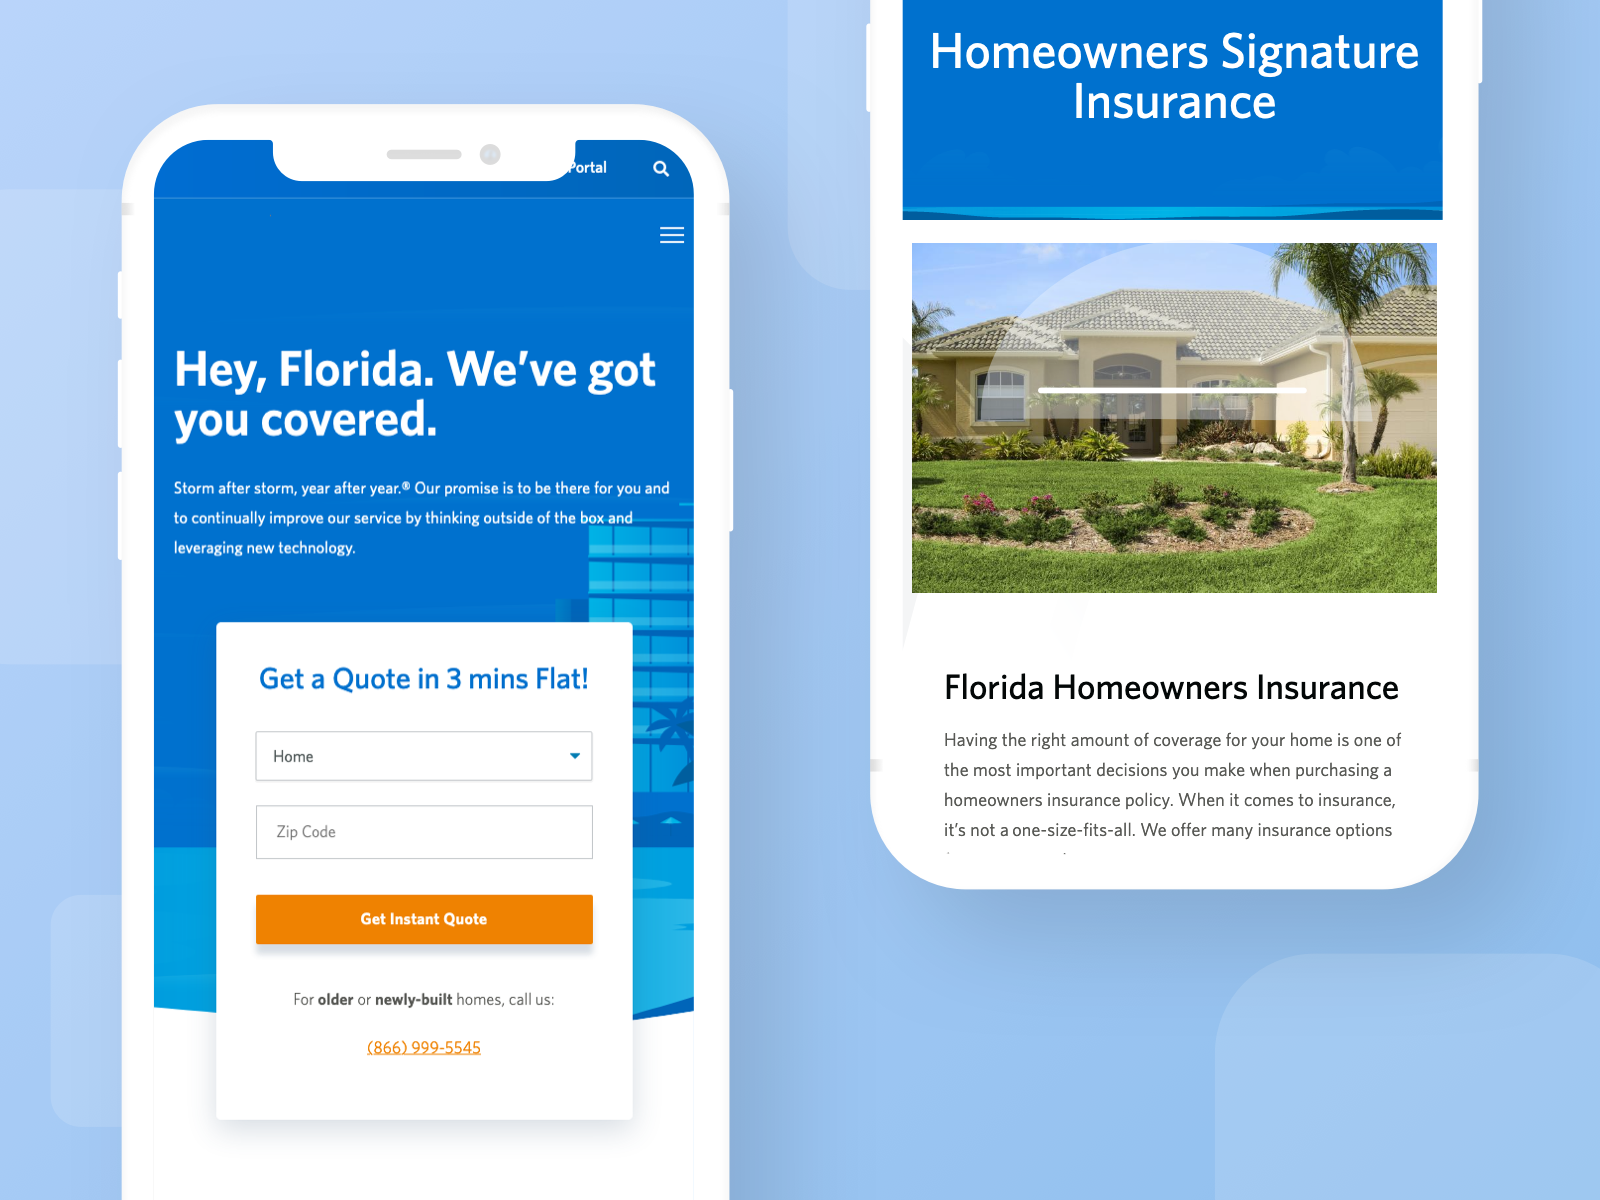 Portal
Hey, Florida. We've got
you covered.
Storm after storm, year after year.® Our promise is to be there for you and
to continually improve our service by thinking outside of the box and
leveraging new technology.
Get a Quote in 3 mins Flat!
Home
Zip Code
Get Instant Quote
For older or newly-built homes, call us:
(866) 999-5545
Homeowners Signature
Insurance
Florida Homeowners Insurance
Having the right amount of coverage for your home is one of
the most important decisions you make when purchasing a
homeowners insurance policy. When it comes to insurance,
it's not a one-size-fits-all. We offer many insurance options